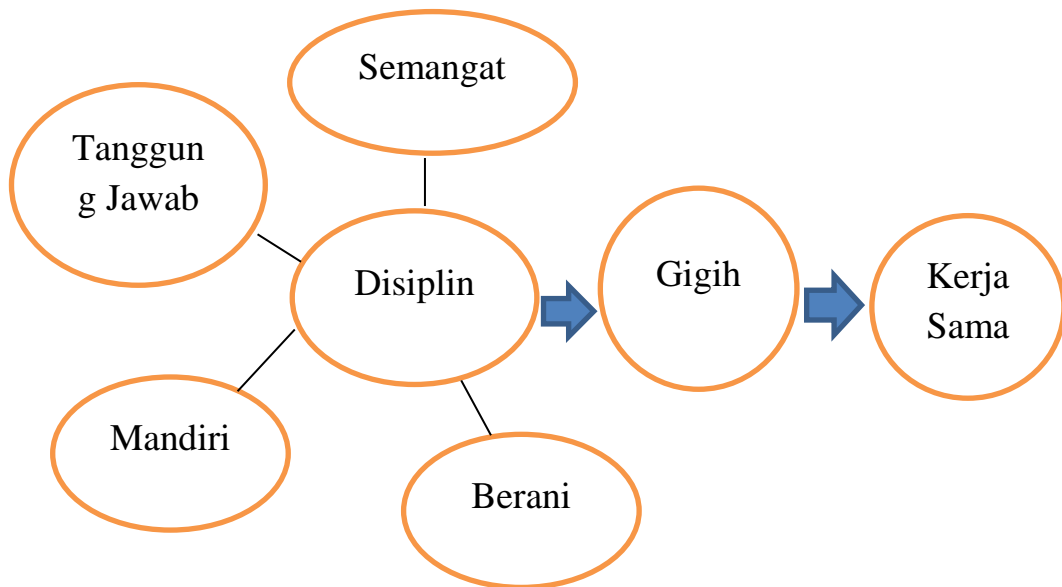 Semangat
Tanggun
g Jawab
Disiplin
Gigih
Kerja
Sama
Mandiri
Berani